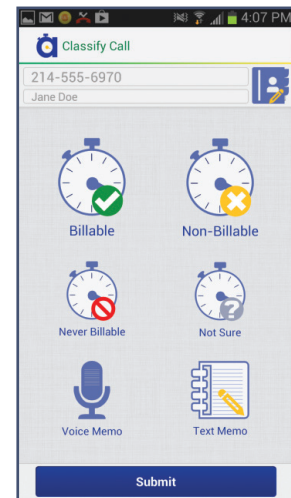 4:07 PM
Classify Call
214-555-6970
Jane Doe
Billable
Non-Billable
Never Billable
Not Sure
Voice Memo
Text Memo
Submit